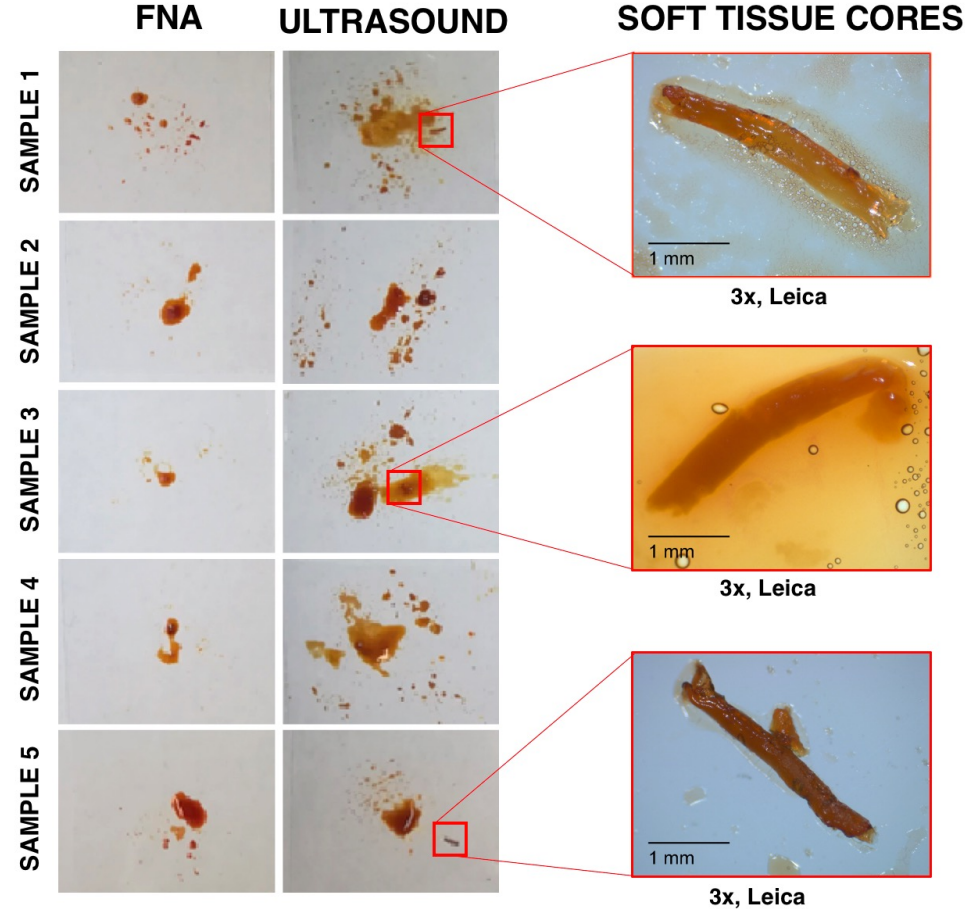 FNA
ULTRASOUND
SOFT TISSUE CORES
SAMPLE 1
1 mm
3x, Leica
SAMPLE 2
SAMPLE 3
1 mm
3x, Leica
SAMPLE 4
SAMPLE 5
1 mm
3x, Leica